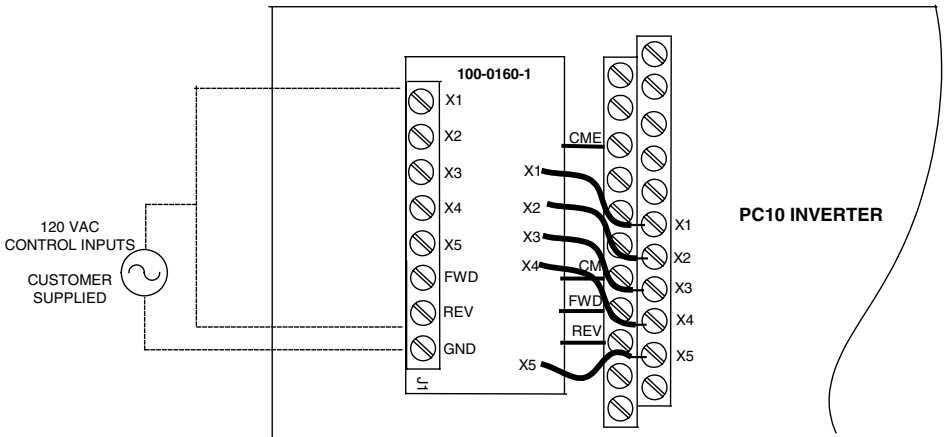 100-0160-1
X1
X2
X3
X4
X5
FWD
REV
GND
J1
120 VAC
CONTROL INPUTS
CUSTOMER
SUPPLIED
CME
X1
X2
X3
X4
CM
FWD
REV
X5
X1
X2
X3
X4
X5
PC10 INVERTER